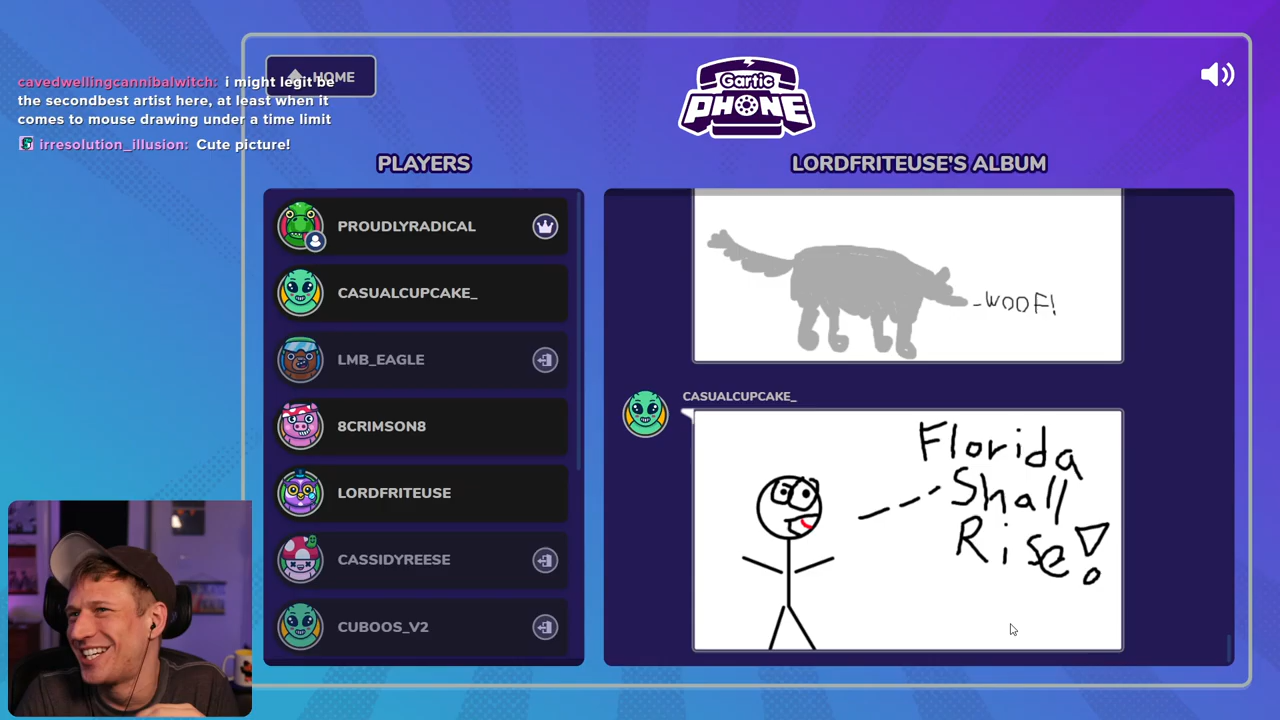 cavedwellingcannibalwitch: i might legit be
the secondbest artist here, at least when it
comes to mouse drawing under a time limit
irresolution_illusion: Cute picture!
HOME
Gartic
PHONE
PLAYERS
PROUDLYRADICAL
CASUALCUPCAKE_
LMB_EAGLE
8CRIMSON8
LORDFRITEUSE
CASSIDYREESE
CUBOOS_V2
LORDFRITEUSE'S ALBUM
-WOOF!
CASUALCUPCAKE_
Florida
Shall
Rise!